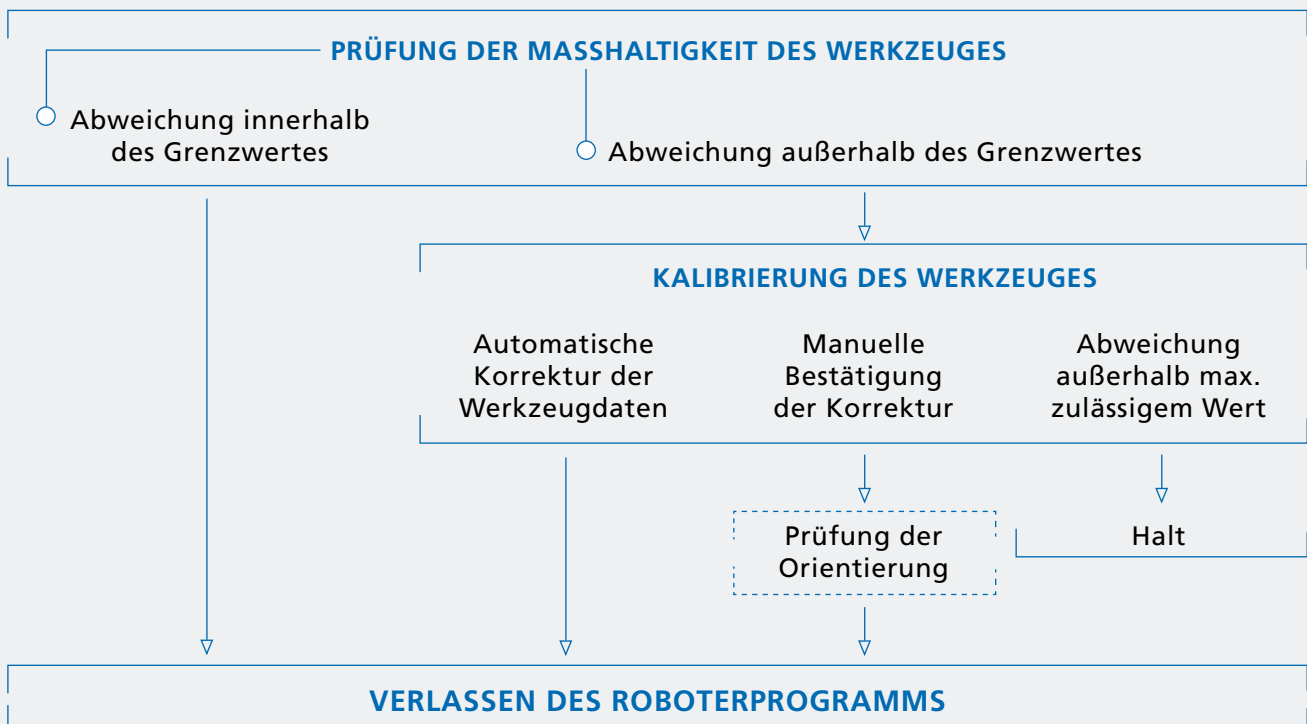 PRÜFUNG DER MASSHALTIGKEIT DES WERKZEUGES
Abweichung innerhalb
des Grenzwertes
Abweichung außerhalb des Grenzwertes
KALIBRIERUNG DES WERKZEUGES
Automatische
Korrektur der
Werkzeugdaten
Manuelle
Bestätigung
der Korrektur
Abweichung
außerhalb max.
zulässigem Wert
Prüfung der
Orientierung
Halt
VERLASSEN DES ROBOTERPROGRAMMS